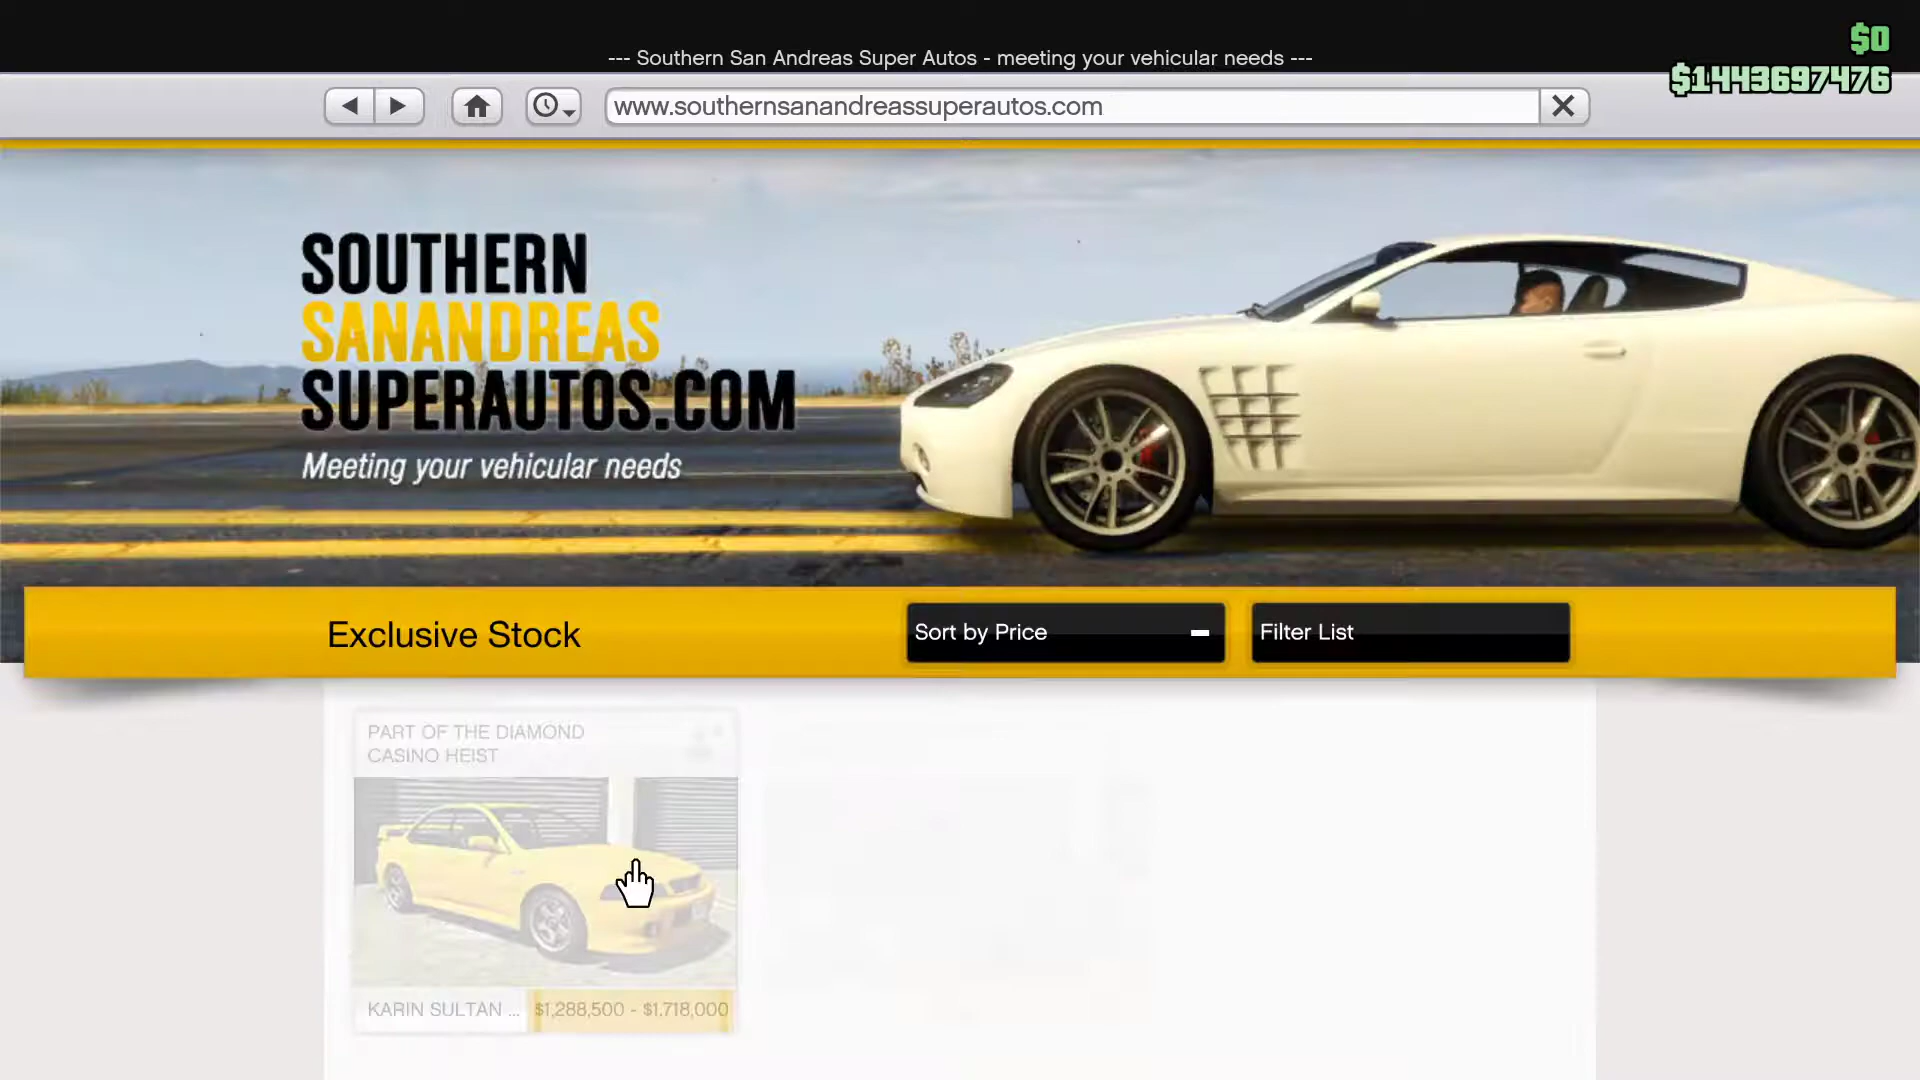 --- Southern San Andreas Super Autos - meeting your vehicular needs ---
$0
$1443697476
www.southernsanandreassuperautos.com
SOUTHERN
SANANDREAS
SUPERAUTOS.COM
Meeting your vehicular needs
Exclusive Stock
Sort by Price
Filter List
PART OF THE DIAMOND
CASINO HEIST
KARIN SULTAN ...
$1,288,500 - $1,718,000